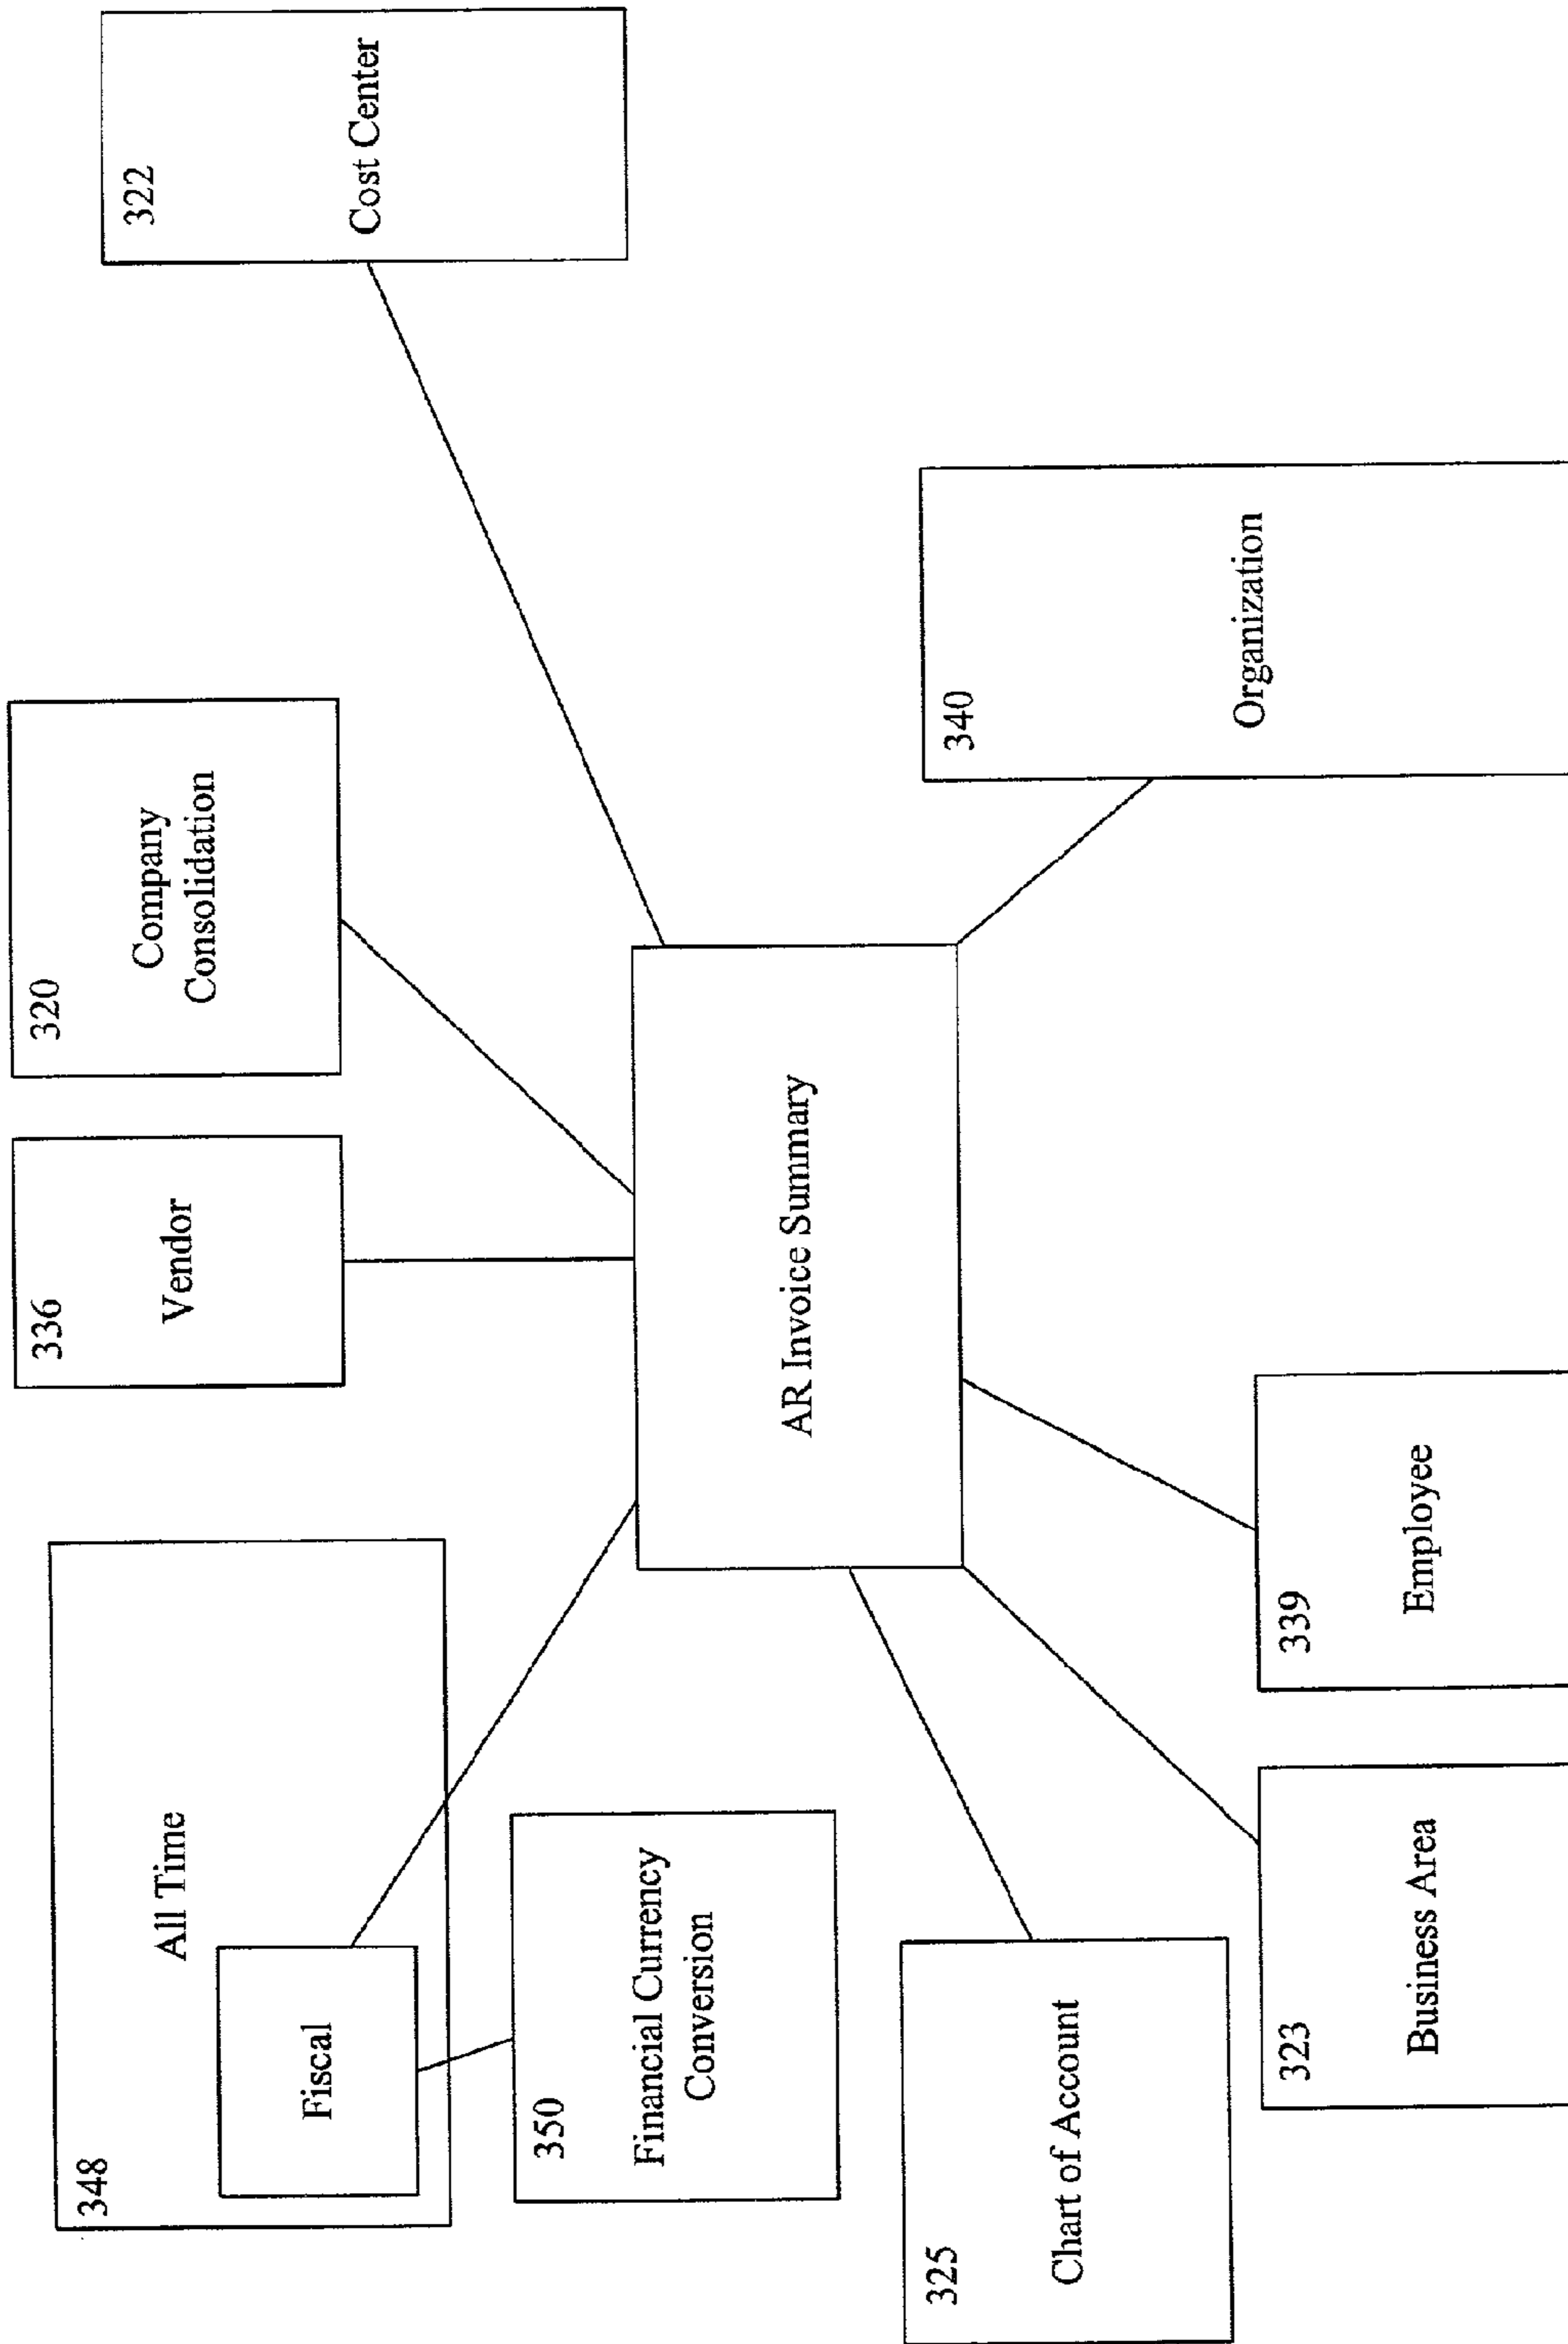 348
All Time
Fiscal
336
Vendor
320
Company
Consolidation
322
Cost Center
350
Financial Currency
Conversion
AR Invoice Summary
325
Chart of Account
323
Business Area
339
Employee
340
Organization